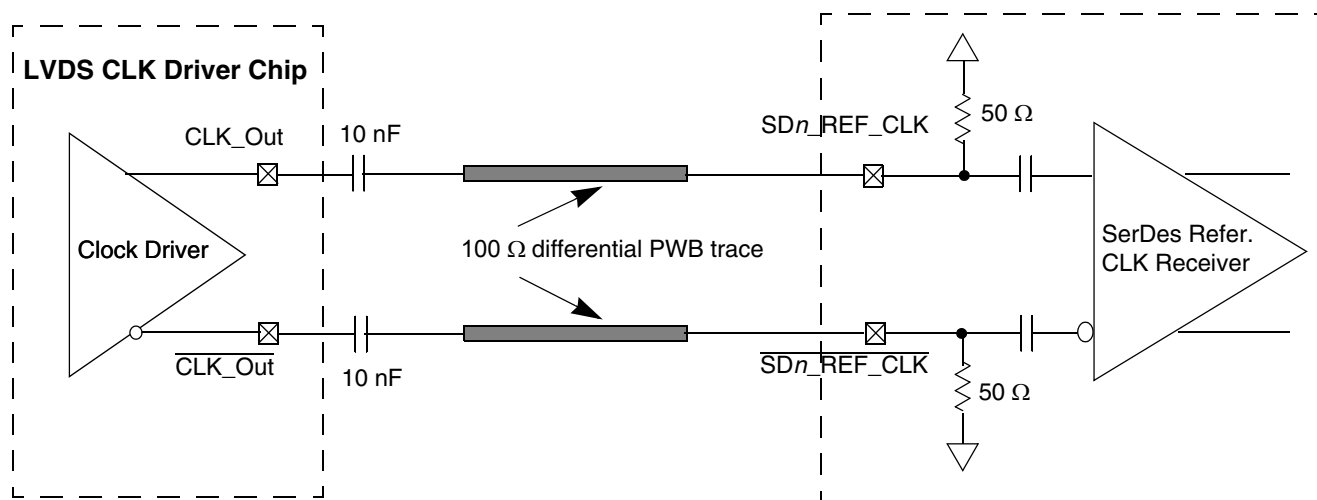 LVDS CLK Driver Chip
CLK_Out
10 nF
SDn_REF_CLK
50 Ω
Clock Driver
100 Ω differential PWB trace
SerDes Refer.
CLK Receiver
CLK_Out
10 nF
SDn_REF_CLK
50 Ω